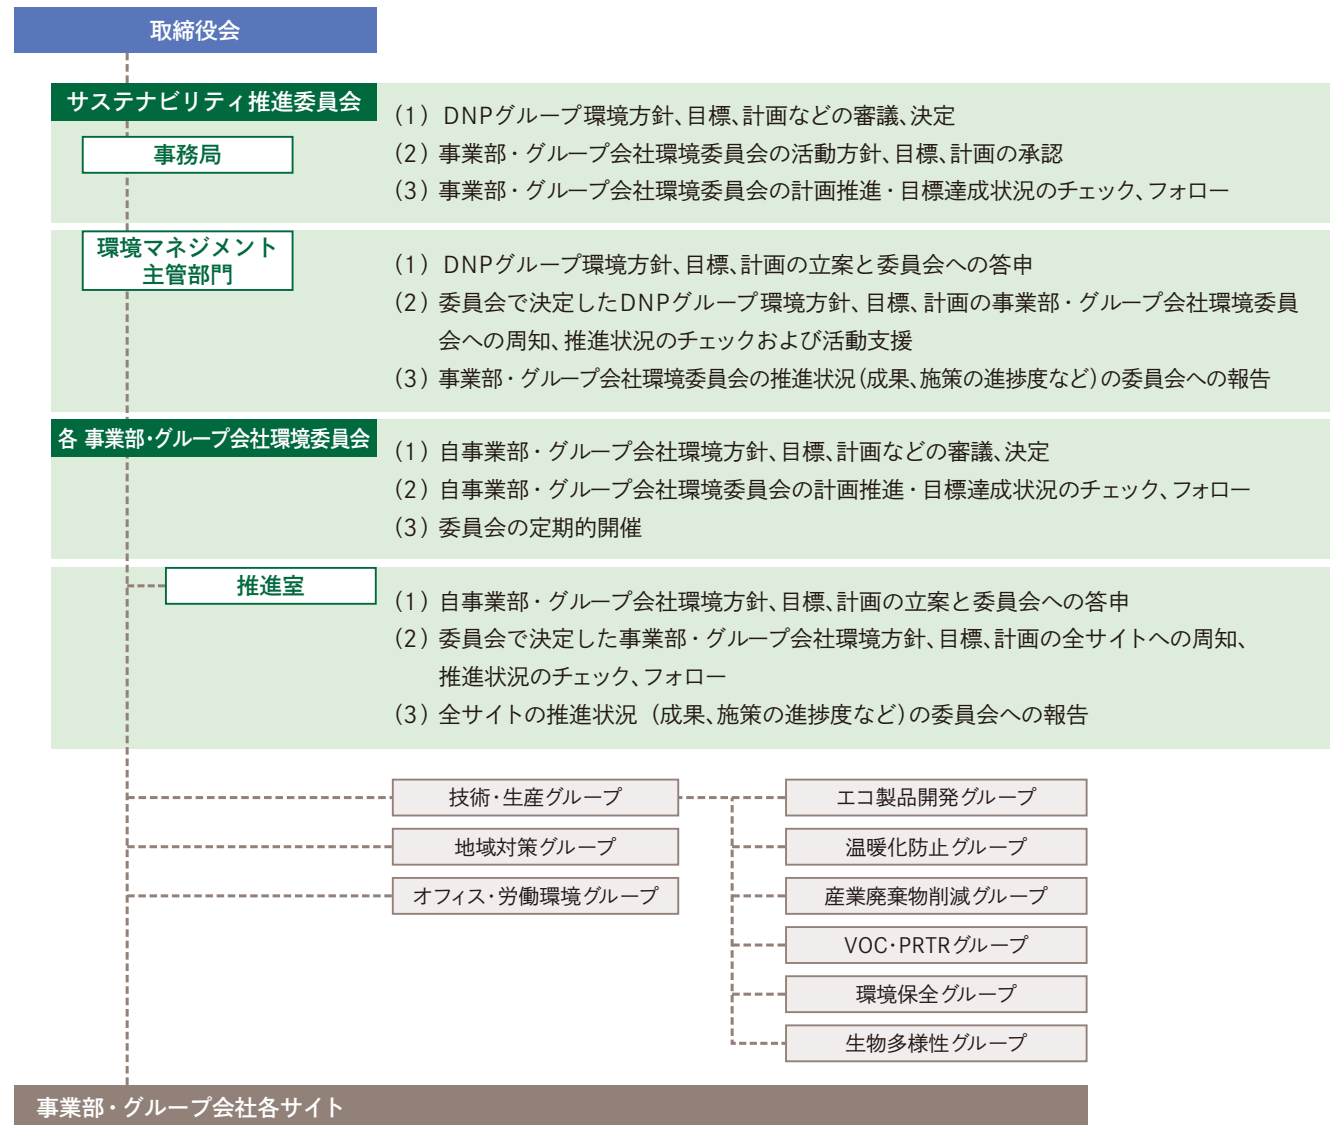 取締役会
サステナビリティ推進委員会
事務局
(1) DNPグループ環境方針、目標、計画などの審議、決定
(2) 事業部・グループ会社環境委員会の活動方針、目標、計画の承認
(3) 事業部・グループ会社環境委員会の計画推進・目標達成状況のチェック、フォロー
環境マネジメント
主管部門
(1) DNPグループ環境方針、目標、計画の立案と委員会への答申
(2) 委員会で決定したDNPグループ環境方針、目標、計画の事業部・グループ会社環境委員
会への周知、推進状況のチェックおよび活動支援
(3) 事業部・グループ会社環境委員会の推進状況(成果、施策の進捗度など)の委員会への報告
各 事業部・グループ会社環境委員会
(1) 自事業部・グループ会社環境方針、目標、計画などの審議、決定
(2) 自事業部・グループ会社環境委員会の計画推進・目標達成状況のチェック、フォロー
(3) 委員会の定期的開催
推進室
(1) 自事業部・グループ会社環境方針、目標、計画の立案と委員会への答申
(2) 委員会で決定した事業部・グループ会社環境方針、目標、計画の全サイトへの周知、
推進状況のチェック、フォロー
(3) 全サイトの推進状況 (成果、施策の進捗度など)の委員会への報告
技術・生産グループ
地域対策グループ
オフィス・労働環境グループ
エコ製品開発グループ
温暖化防止グループ
産業廃棄物削減グループ
VOC・PRTRグループ
環境保全グループ
生物多様性グループ
事業部・グループ会社各サイト